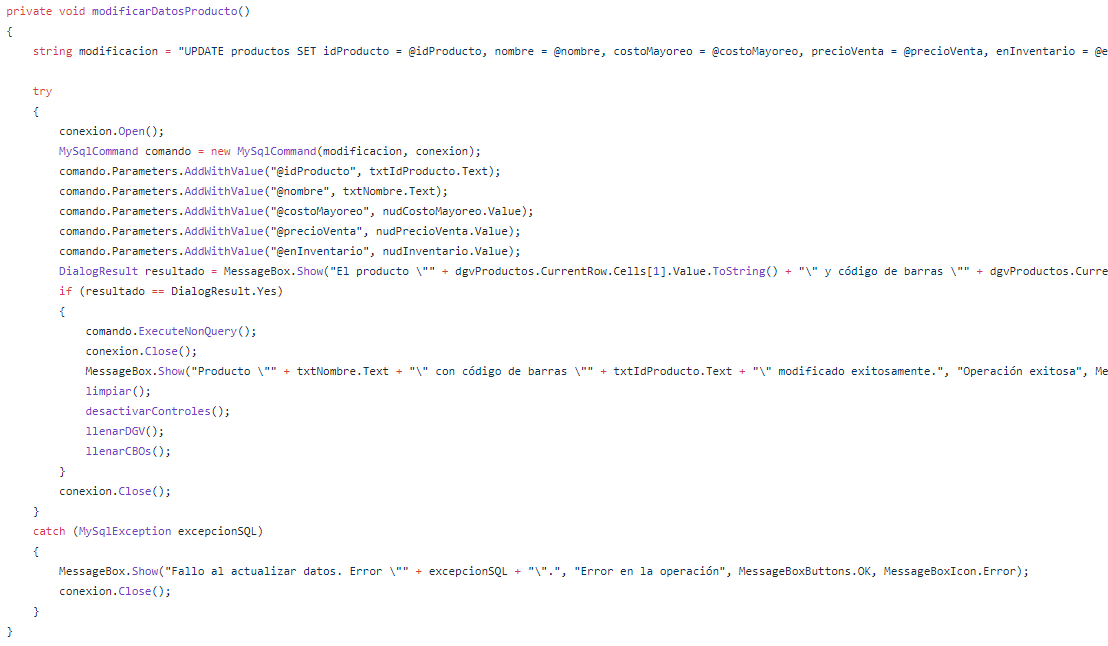 private void modificarDatosProducto()
{
string modificacion = "UPDATE productos SET idProducto = @idProducto, nombre = @nombre, costoMayoreo = @costoMayoreo, precioVenta = @precioVenta, enInventario = @e
try
{
conexion.Open();
MySqlCommand comando = new MySqlCommand(modificacion, conexion);
comando.Parameters.AddWithValue("@idProducto", txtIdProducto.Text);
comando.Parameters.AddWithValue("@nombre", txtNombre.Text);
comando.Parameters.AddWithValue("@costoMayoreo", nudCostoMayoreo.Value);
comando.Parameters.AddWithValue("@precioVenta", nudPrecioVenta.Value);
comando.Parameters.AddWithValue("@enInventario", nudInventario.Value);
DialogResult resultado = MessageBox.Show("El producto \"" + dgvProductos.CurrentRow.Cells[1].Value.ToString() + "\" y código de barras \"" + dgvProductos.Curre
if (resultado == DialogResult.Yes)
{
comando.ExecuteNonQuery();
conexion.Close();
MessageBox.Show("Producto \"" + txtNombre.Text + "\" con código de barras \"" + txtIdProducto.Text + "\" modificado exitosamente.", "Operación exitosa", Me
limpiar();
desactivarControles();
llenarDGV();
llenarCBOs();
}
conexion.Close();
}
catch (MySqlException excepcionSQL)
{
MessageBox.Show("Fallo al actualizar datos. Error \"" + excepcionSQL + "\".", "Error en la operación", MessageBoxButtons.OK, MessageBoxIcon.Error);
conexion.Close();
}
}